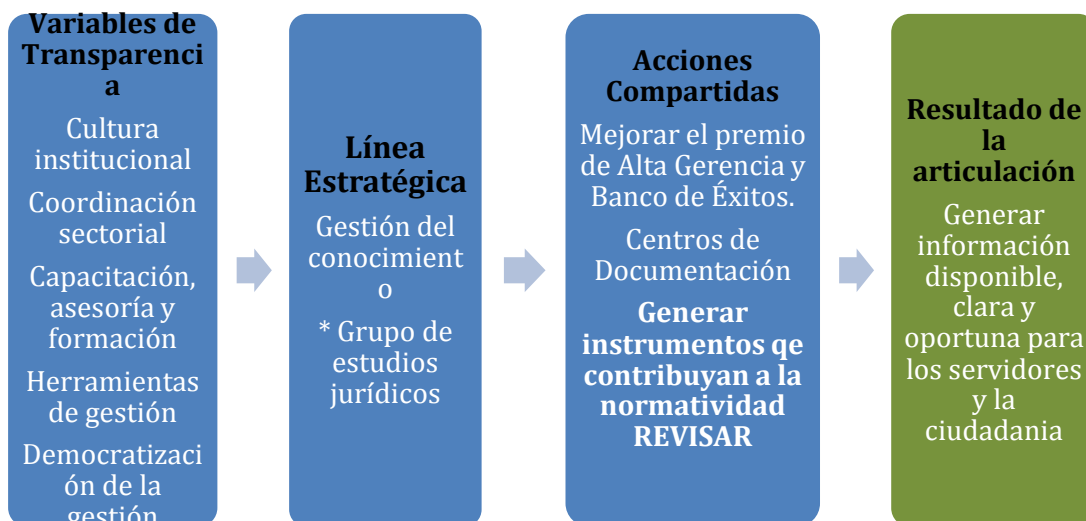 Variables de
Transparenci
a
Cultura
institucional
Coordinación
sectorial
Capacitación,
asesoría y
formación
Herramientas
de gestión
Democratizaci
ón de la
gestión
Línea
Estratégica
Gestión del
conocimient
o
* Grupo de
estudios
jurídicos
Acciones
Compartidas
Mejorar el premio
de Alta Gerencia y
Banco de Éxitos.
Centros de
Documentación
Generar
instrumentos qe
contribuyan a la
normatividad
REVISAR
Resultado de
la
articulación
Generar
información
disponible,
clara y
oportuna para
los servidores
y la
ciudadania